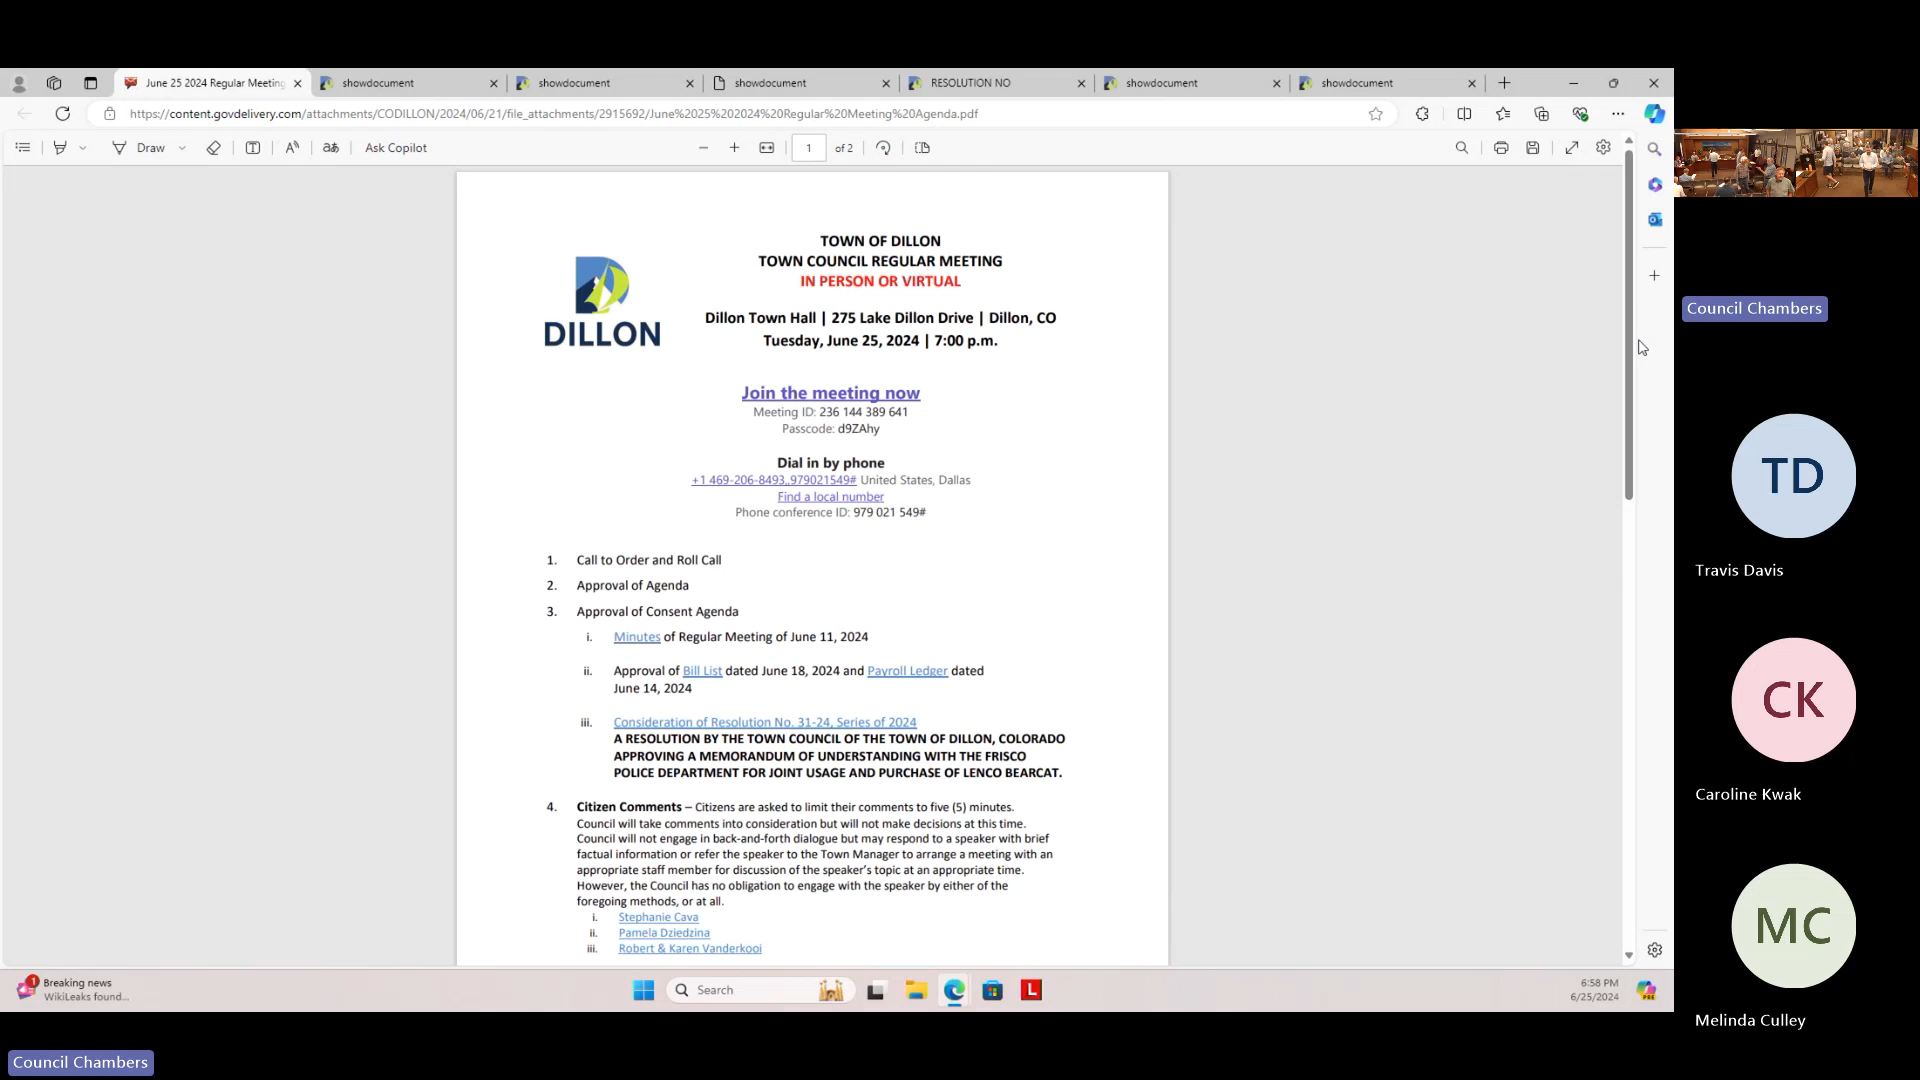 June 25 2024 Regular Meeting
showdocument
showdocument
showdocument
RESOLUTION NO
showdocument
showdocument
https://content.govdelivery.com/attachments/CODILLON/2024/06/21/file_attachments/2915692/June%2025%202024%20Regular%20Meeting%20Agenda.pdf
Draw
Ask Copilot
1 of 2
TOWN OF DILLON
TOWN COUNCIL REGULAR MEETING
IN PERSON OR VIRTUAL
DILLON
Dillon Town Hall | 275 Lake Dillon Drive | Dillon, CO
Tuesday, June 25, 2024 | 7:00 p.m.
Join the meeting now
Meeting ID: 236 144 389 641
Passcode: d9ZAhy
Dial in by phone
+1 469-206-8493,,979021549# United States, Dallas
Find a local number
Phone conference ID: 979 021 549#
1. Call to Order and Roll Call
2. Approval of Agenda
3. Approval of Consent Agenda
i. Minutes of Regular Meeting of June 11, 2024
ii. Approval of Bill List dated June 18, 2024 and Payroll Ledger dated
June 14, 2024
iii. Consideration of Resolution No. 31-24, Series of 2024
A RESOLUTION BY THE TOWN COUNCIL OF THE TOWN OF DILLON, COLORADO
APPROVING A MEMORANDUM OF UNDERSTANDING WITH THE FRISCO
POLICE DEPARTMENT FOR JOINT USAGE AND PURCHASE OF LENCO BEARCAT.
4. Citizen Comments – Citizens are asked to limit their comments to five (5) minutes.
Council will take comments into consideration but will not make decisions at this time.
Council will not engage in back-and-forth dialogue but may respond to a speaker with brief
factual information or refer the speaker to the Town Manager to arrange a meeting with an
appropriate staff member for discussion of the speaker's topic at an appropriate time.
However, the Council has no obligation to engage with the speaker by either of the
foregoing methods, or at all.
i. Stephanie Cava
ii. Pamela Dziedzina
iii. Robert & Karen Vanderkooi
1
Breaking news
WikiLeaks found...
Search
L
6:58 PM
6/25/2024
PRE
Council Chambers
TD
Travis Davis
CK
Caroline Kwak
MC
Melinda Culley
Council Chambers